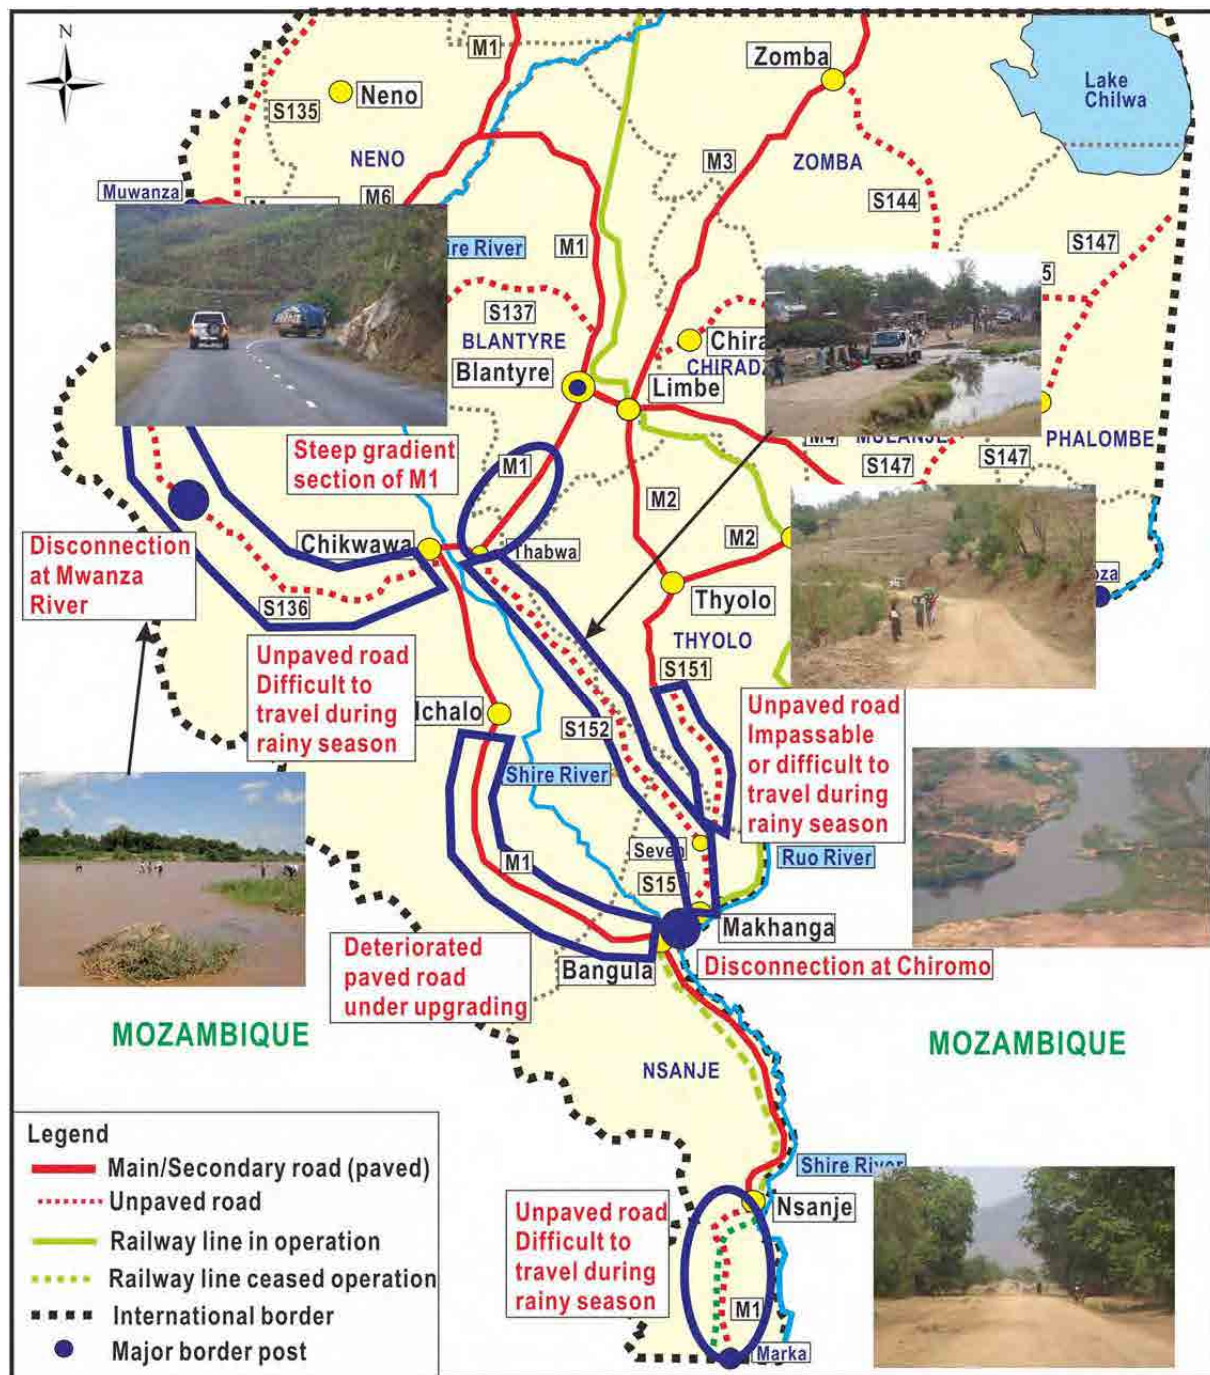 N
M1
Zomba
Lake
Chilwa
Neno
S135
NENO
M3
ZOMBA
Muwanza
M6
S144
M1
S147
S137
BLANTYRE
Blantyre
Limbe
PHALOMBE
S147
S147
Steep gradient
section of M1
M1
M2
M2
Disconnection
at Mwanza
River
Chikwawa
Thabwa
S136
Thyolo
THYOLO
S151
Unpaved road
Difficult to
travel during
rainy season
Unpaved road
Impassable
or difficult to
travel during
rainy season
S152
Shire River
M1
Ruo River
Makhanga
Bangula
Disconnection at Chiromo
Deteriorated
paved road
under upgrading
MOZAMBIQUE
MOZAMBIQUE
NSANJE
Shire River
Nsanje
Unpaved road
Difficult to
travel during
rainy season
M1
Marka
Legend
Main/Secondary road (paved)
Unpaved road
Railway line in operation
Railway line ceased operation
International border
Major border post